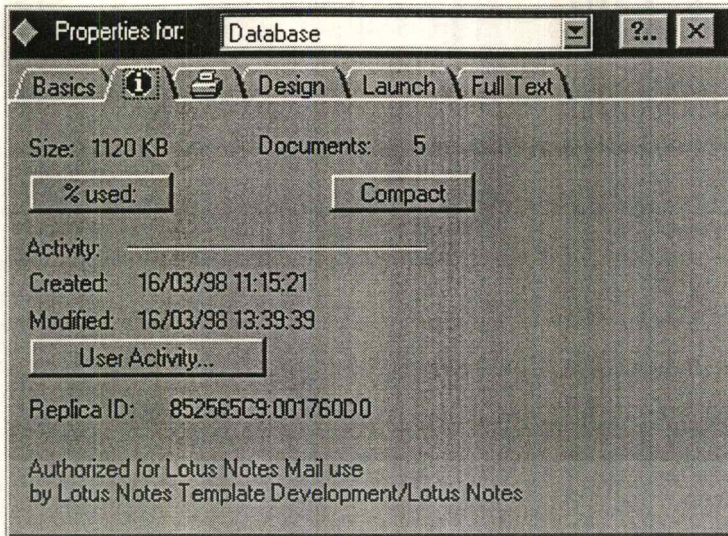 Properties for: Database ?..
Basics Design Launch Full Text
Size: 1120 KB Documents: 5
% used: Compact
Activity:
Created: 16/03/98 11:15:21
Modified: 16/03/98 13:39:39
User Activity...
Replica ID: 852565C9:001760D0
Authorized for Lotus Notes Mail use
by Lotus Notes Template Development/Lotus Notes